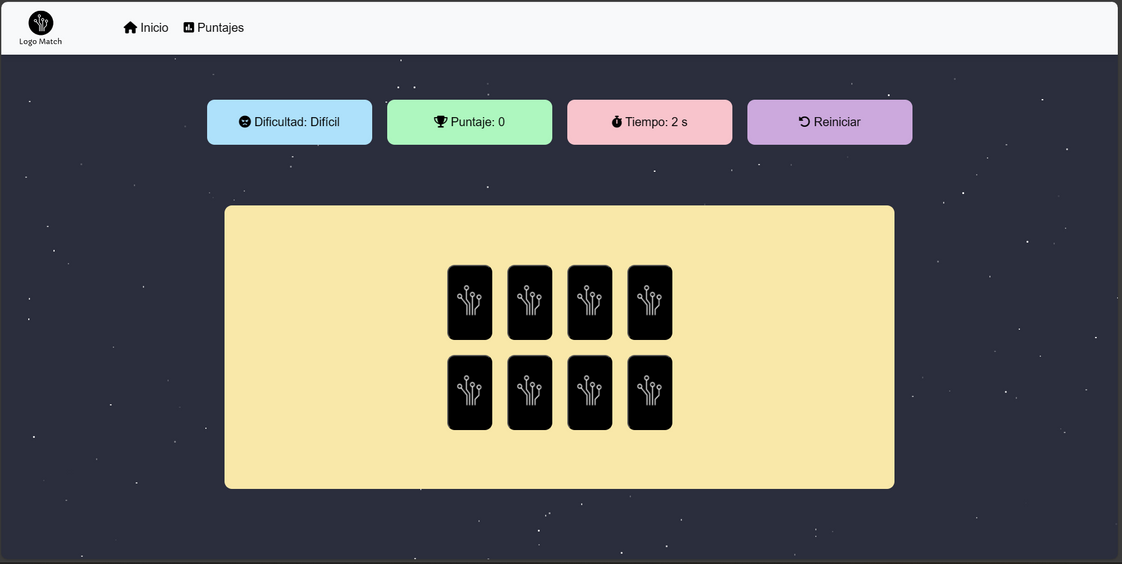 Logo Match
Inicio
Puntajes
Dificultad: Difícil
Puntaje: 0
Tiempo: 2 s
Reiniciar